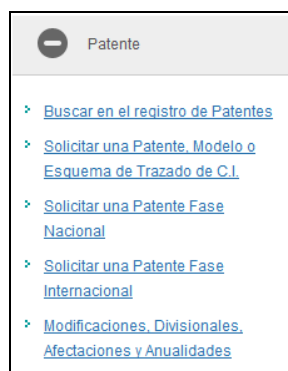 Patente
Buscar en el registro de Patentes
Solicitar una Patente, Modelo o
Esquema de Trazado de C.I.
Solicitar una Patente Fase
Nacional
Solicitar una Patente Fase
Internacional
Modificaciones, Divisionales,
Afectaciones y Anualidades